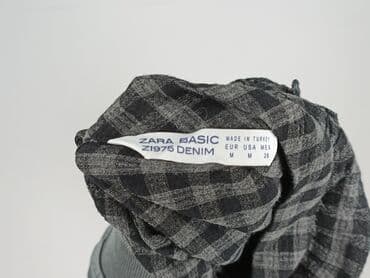 ZARA BASIC
Z1975 DENIM
MADE IN TURKEY
EUR USA MEX
M M 28